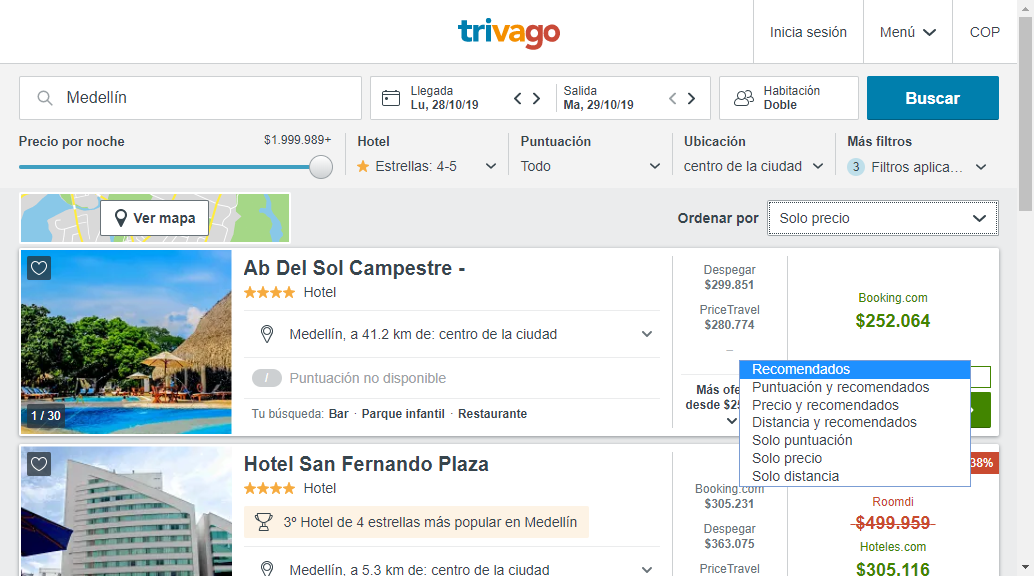 trivago
Inicia sesión
Menú
COP
Medellín
Llegada
Lu, 28/10/19
Salida
Ma, 29/10/19
Habitación
Doble
Buscar
Precio por noche
$1.999.989+
Hotel
Estrellas: 4-5
Puntuación
Todo
Ubicación
centro de la ciudad
Más filtros
3 Filtros aplica...
Ver mapa
Ordenar por
Solo precio
Ab Del Sol Campestre -
Hotel
Medellín, a 41.2 km de: centro de la ciudad
/ Puntuación no disponible
Tu búsqueda: Bar · Parque infantil · Restaurante
1 / 30
Despegar
$299.851
PriceTravel
$280.774
–
Más ofe
desde $25
Booking.com
$252.064
Recomendados
Puntuación y recomendados
Precio y recomendados
Distancia y recomendados
Solo puntuación
Solo precio
Solo distancia
Hotel San Fernando Plaza
Hotel
3º Hotel de 4 estrellas más popular en Medellín
Medellín, a 5.3 km de: centro de la ciudad
Booking.com
$305.231
Despegar
$363.075
PriceTravel
38%
Roomdi
$499.959
Hoteles.com
$305.116